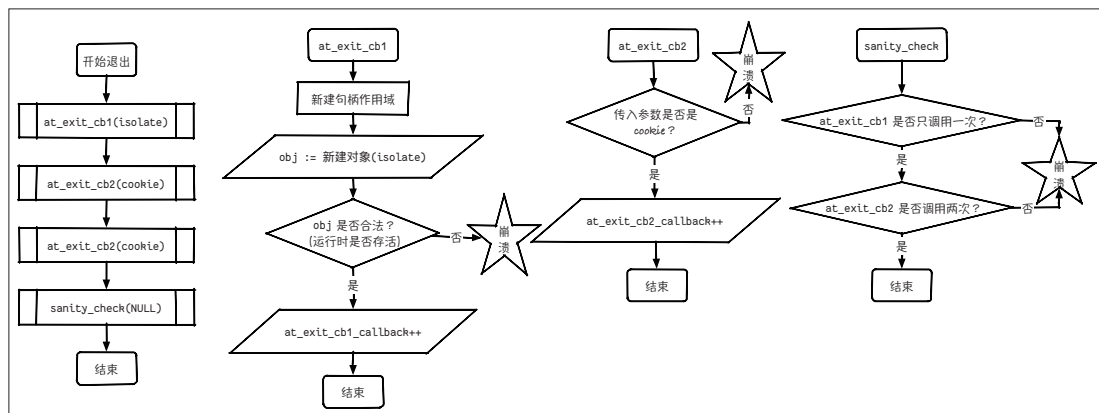 开始退出
at_exit_cb1(isolate)
at_exit_cb2(cookie)
at_exit_cb2(cookie)
sanity_check(NULL)
结束
at_exit_cb1
新建句柄作用域
obj := 新建对象(isolate)
obj 是否合法？
(运行时是否存活)
否
崩
溃
是
at_exit_cb1_callback++
结束
at_exit_cb2
传入参数是否是
cookie？
否
崩
溃
是
at_exit_cb2_callback++
结束
sanity_check
at_exit_cb1 是否只调用一次？
否
是
崩
溃
at_exit_cb2 是否调用两次？
否
是
结束